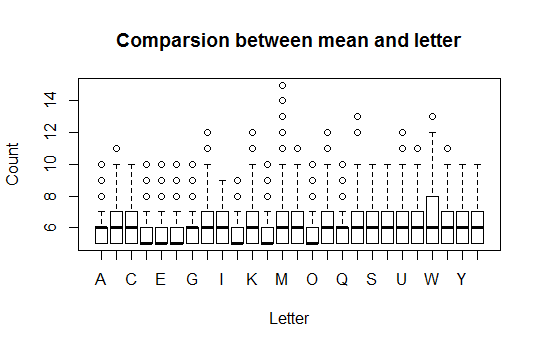 Comparsion between mean and letter
Count
14
12
10
8
6
A C E G I K M O Q S U W Y
Letter